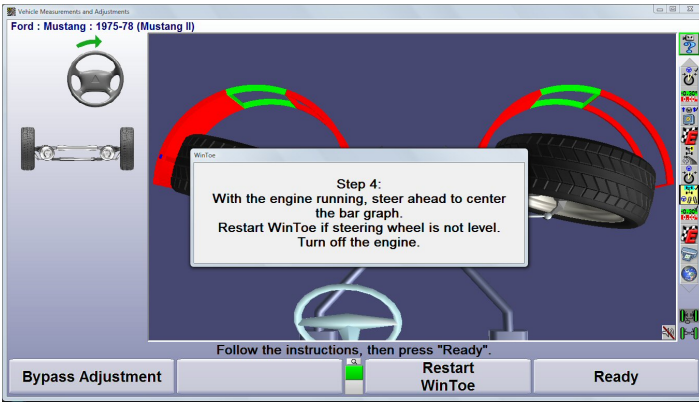 Vehicle Measurements and Adjustments
Ford : Mustang : 1975-78 (Mustang II)
WinToe
Step 4:
With the engine running, steer ahead to center
the bar graph.
Restart WinToe if steering wheel is not level.
Turn off the engine.
Follow the instructions, then press "Ready".
Bypass Adjustment
Restart
WinToe
Ready